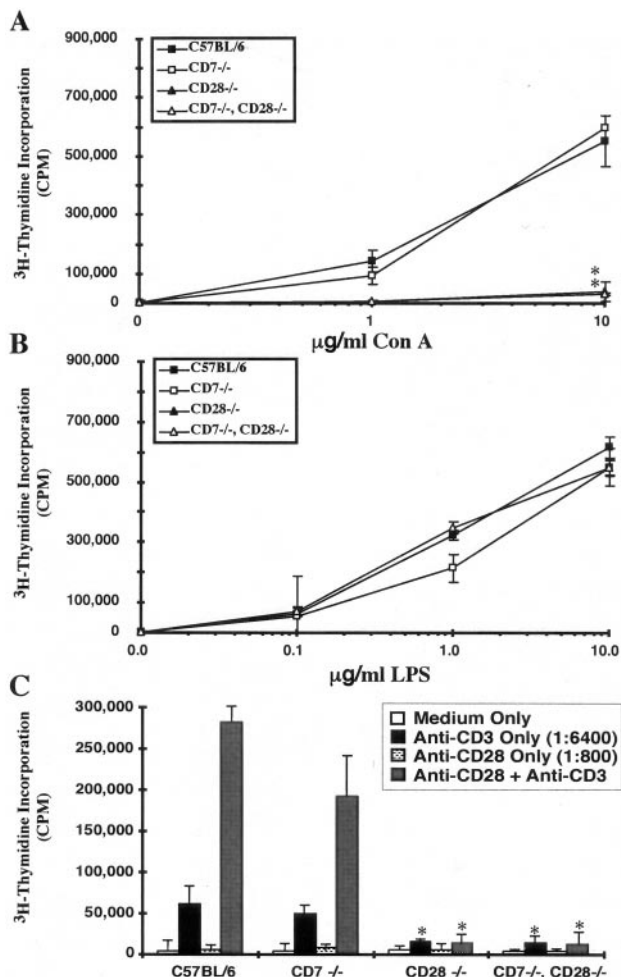 A
900,000
700,000
500,000
300,000
100,000
0
³H-Thymidine Incorporation
(CPM)
C57BL/6
CD7-/-
CD28-/-
CD7-/-, CD28-/-
*
*
0
1
10
µg/ml Con A
B
900,000
700,000
500,000
300,000
100,000
0
³H-Thymidine Incorporation
(CPM)
C57BL/6
CD7-/-
CD28-/-
CD7-/-, CD28-/-
0.0
0.1
1.0
10.0
µg/ml LPS
C
300,000
250,000
200,000
150,000
100,000
50,000
0
³H-Thymidine Incorporation
(CPM)
Medium Only
Anti-CD3 Only (1:6400)
Anti-CD28 Only (1:800)
Anti-CD28 + Anti-CD3
* * * *
C57BL/6
CD7 -/-
CD28 -/-
CD7-/-, CD28-/-